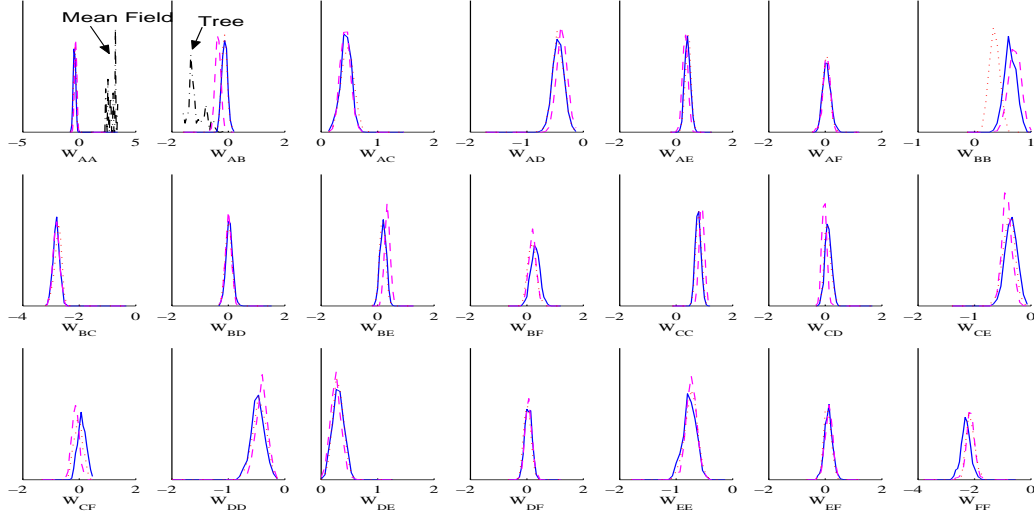 Mean Field
Tree
−5 0 5 −2 0 2 0 1 2 −2 −1 0 −2 0 2 −2 0 2 −1 0 1
W_AA W_AB W_AC W_AD W_AE W_AF W_BB
−4 −2 0 −2 0 2 −2 0 2 −2 0 2 −2 0 2 −2 0 2 −2 −1 0
W_BC W_BD W_BE W_BF W_CC W_CD W_CE
−2 0 2 −2 −1 0 0 1 2 −2 0 2 −1 0 1 −2 0 2 −4 −2 0
W_CF W_DD W_DE W_DF W_EE W_EF W_FF